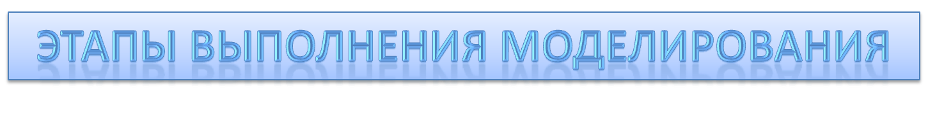 ЭТАПЫ ВЫПОЛНЕНИЯ МОДЕЛИРОВАНИЯ